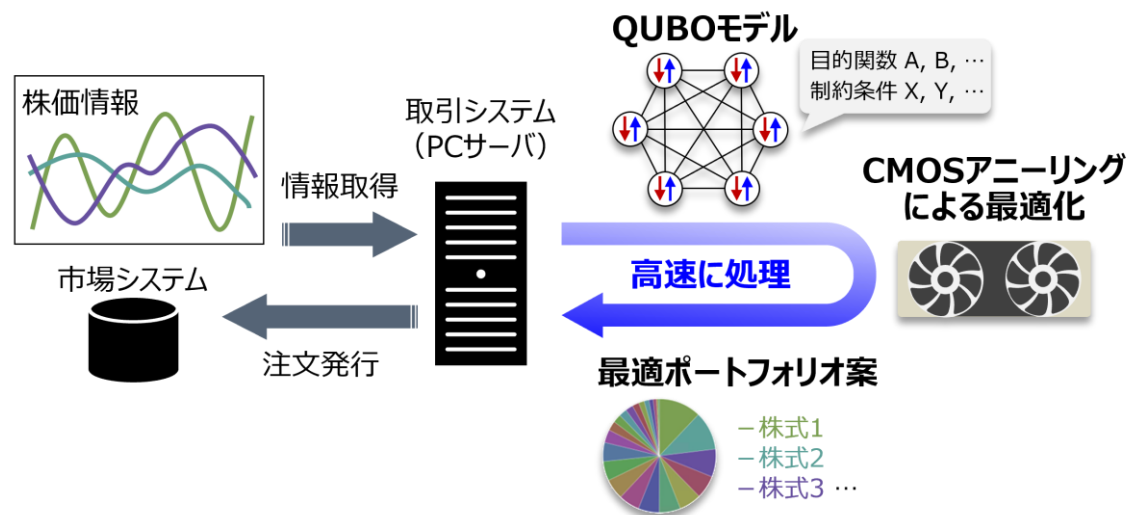 株価情報
情報取得
市場システム
注文発行
取引システム
（PCサーバ）
QUBOモデル
目的関数 A, B, …
制約条件 X, Y, …
CMOSアニーリング
による最適化
高速に処理
最適ポートフォリオ案
－株式1
－株式2
－株式3 …